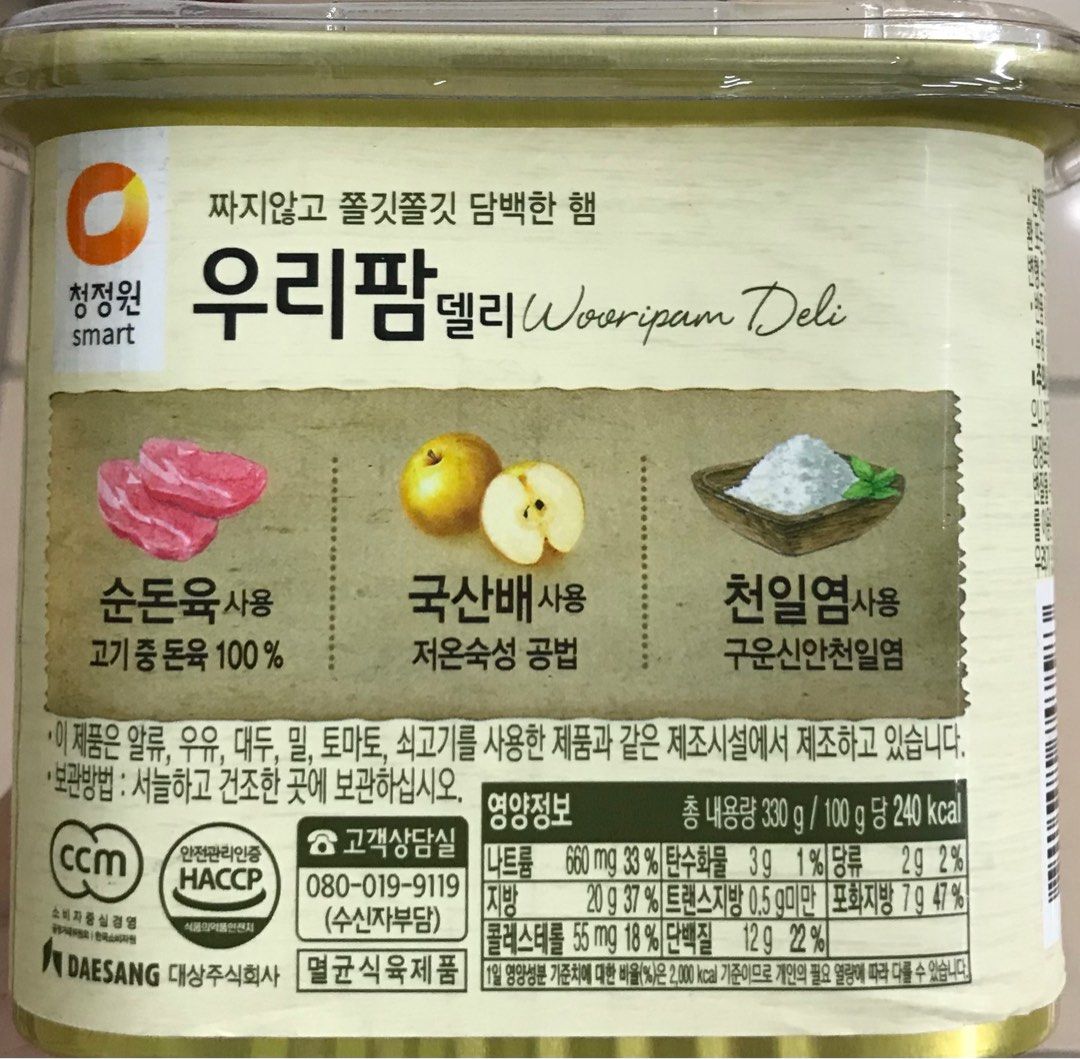 청정원
smart
짜지않고 쫄깃쫄깃 담백한 햄
우리팜델리 Wooripam Deli
순돈육사용
고기 중 돈육 100 %
국산배사용
저온숙성 공법
천일염사용
구운신안천일염
• 이 제품은 알류, 우유, 대두, 밀, 토마토, 쇠고기를 사용한 제품과 같은 제조시설에서 제조하고 있습니다.
• 보관방법 : 서늘하고 건조한 곳에 보관하십시오.
ccm
소비자중심경영
공정거래위원회 | 한국소비자원
안전관리인증
HACCP
식품의약품안전처
☎ 고객상담실
080-019-9119
(수신자부담)
DAESANG 대상주식회사
멸균식육제품
영양정보 총 내용량 330 g / 100 g 당 240 kcal
나트륨 660 mg 33 % 탄수화물 3 g 1 % 당류 2 g 2 %
지방 20 g 37 % 트랜스지방 0.5 g미만 포화지방 7 g 47 %
콜레스테롤 55 mg 18 % 단백질 12 g 22 %
1일 영양성분 기준치에 대한 비율(%)은 2,000 kcal 기준이므로 개인의 필요 열량에 따라 다를 수 있습니다.